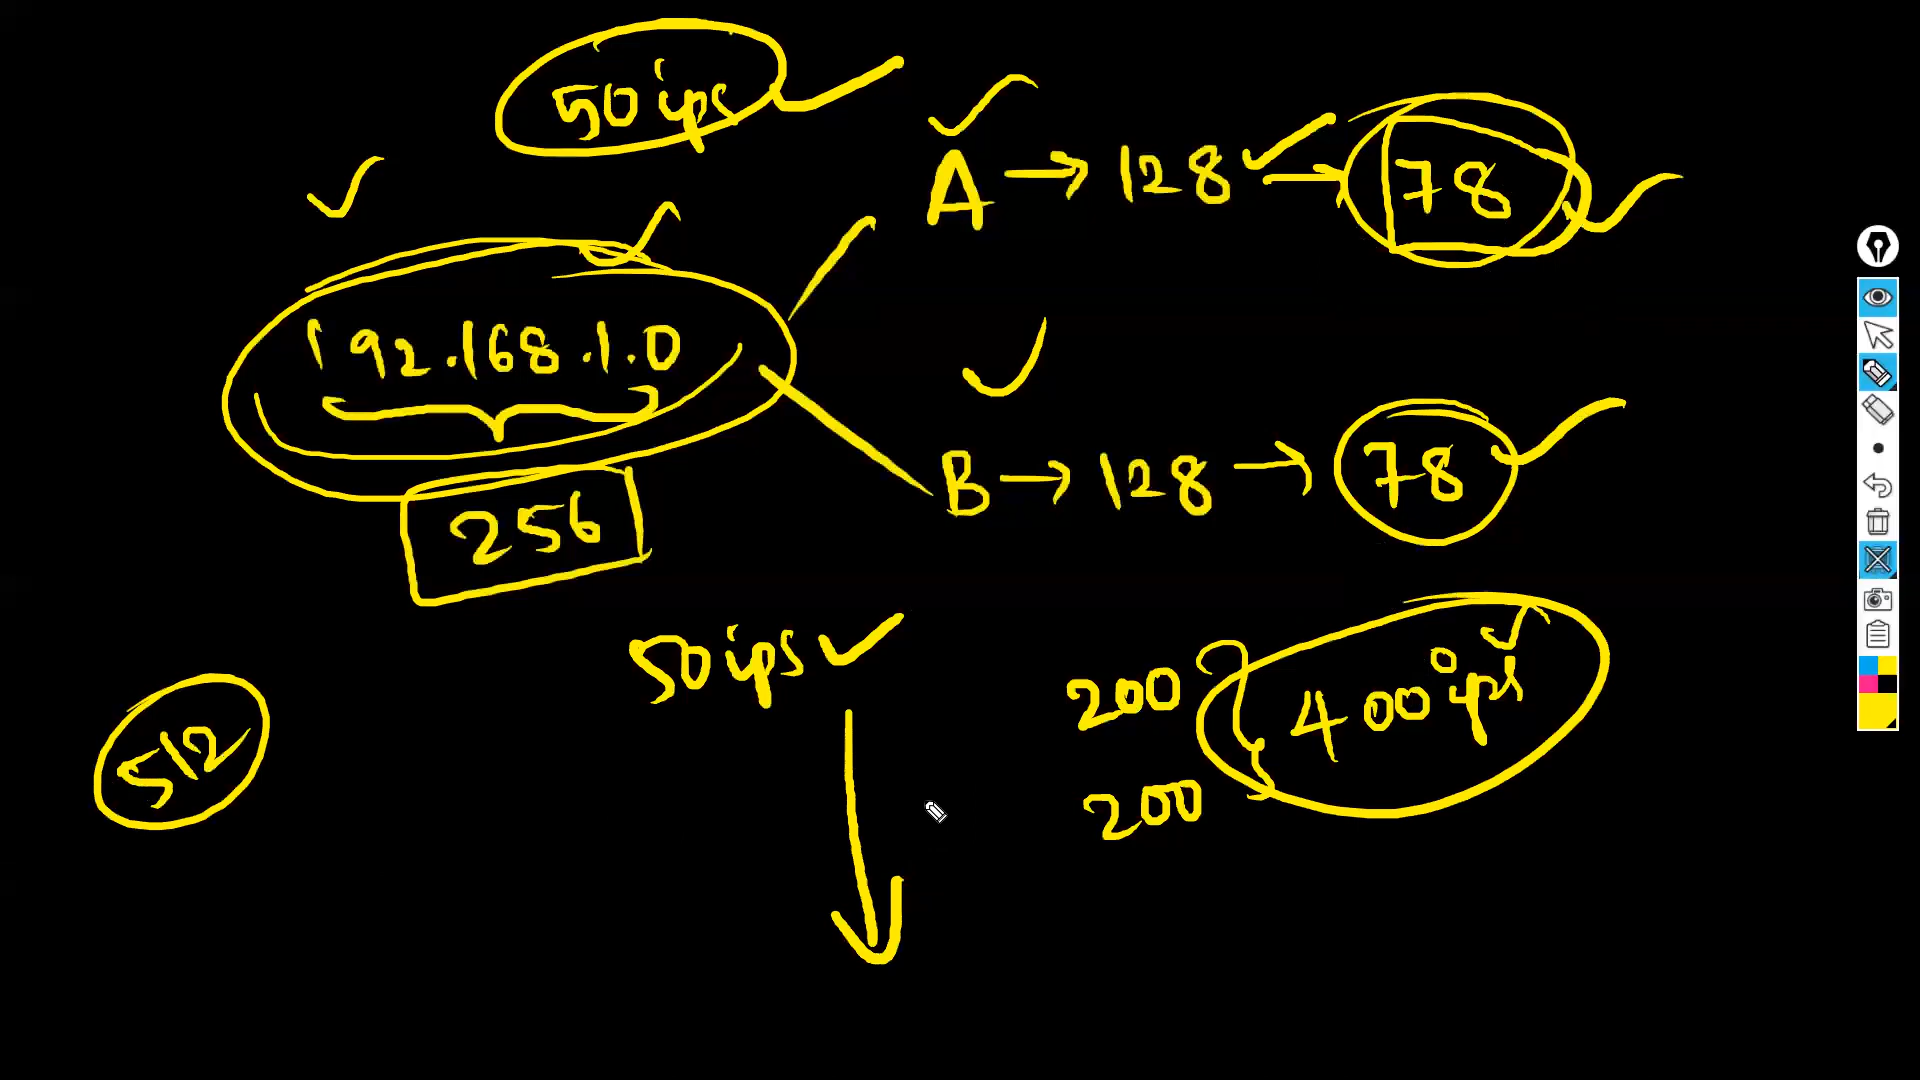 50 ips
A → 128 → 78
192.168.1.0
256
B → 128 → 78
50 ips
200
400 ips
200
512